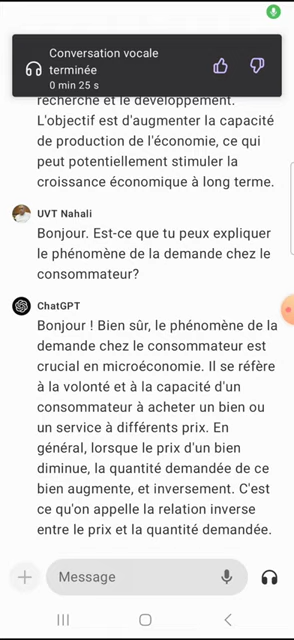 Conversation vocale
terminée
0 min 25 s
recherche et le développement.
L'objectif est d'augmenter la capacité
de production de l'économie, ce qui
peut potentiellement stimuler la
croissance économique à long terme.
UVT Nahali
Bonjour. Est-ce que tu peux expliquer
le phénomène de la demande chez le
consommateur?
ChatGPT
Bonjour ! Bien sûr, le phénomène de la
demande chez le consommateur est
crucial en microéconomie. Il se réfère
à la volonté et à la capacité d'un
consommateur à acheter un bien ou
un service à différents prix. En
général, lorsque le prix d'un bien
diminue, la quantité demandée de ce
bien augmente, et inversement. C'est
ce qu'on appelle la relation inverse
entre le prix et la quantité demandée.
Message